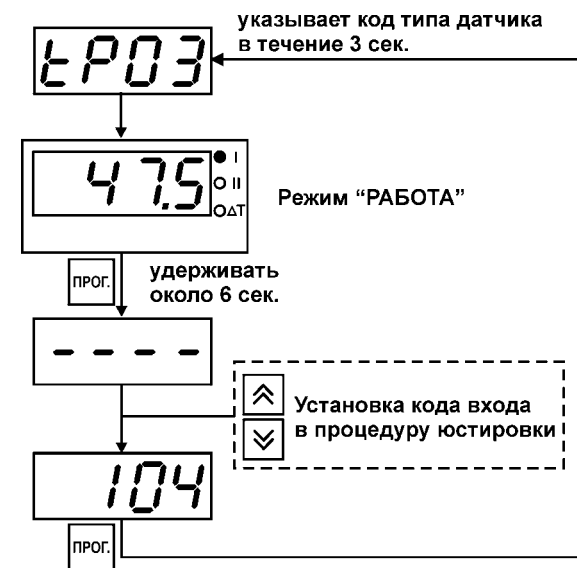 указывает код типа датчика
в течение 3 сек.
tP03
47.5
I
II
ΔT
Режим “РАБОТА”
ПРОГ.
удерживать
около 6 сек.
- - - -
Установка кода входа
в процедуру юстировки
104
ПРОГ.